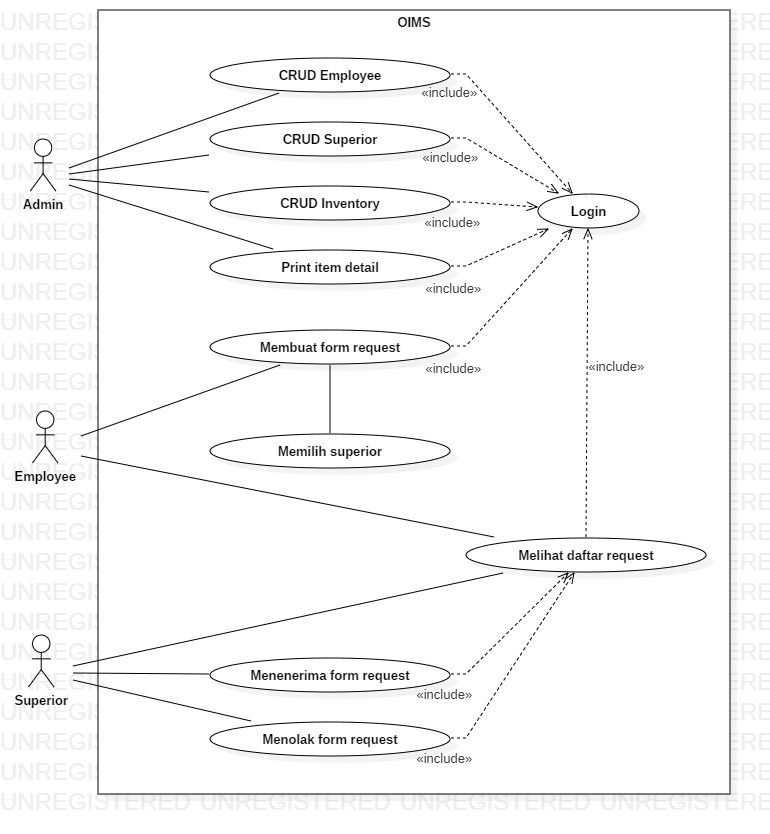 OIMS
CRUD Employee
«include»
CRUD Superior
«include»
Admin
CRUD Inventory
«include»
Login
Print item detail
«include»
Membuat form request
«include»
«include»
Employee
Memilih superior
Melihat daftar request
Superior
Menenerima form request
«include»
Menolak form request
«include»
UNREGISTERED UNREGISTERED UNREGISTERED UNREGISTERED